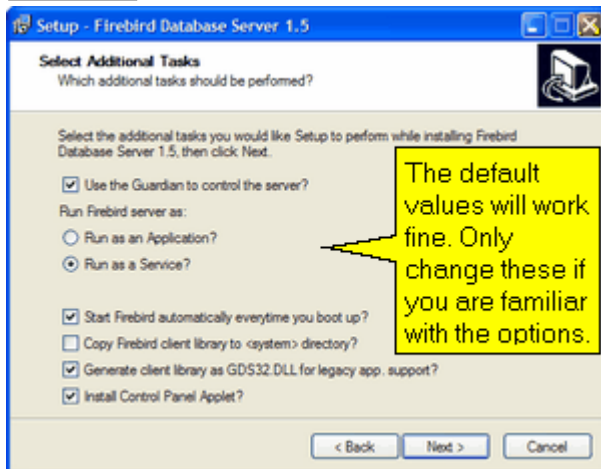 Setup - Firebird Database Server 1.5
Select Additional Tasks
Which additional tasks should be performed?
Select the additional tasks you would like Setup to perform while installing Firebird
Database Server 1.5, then click Next.
Use the Guardian to control the server?
Run Firebird server as:
Run as an Application?
Run as a Service?
Start Firebird automatically everytime you boot up?
Copy Firebird client library to <system> directory?
Generate client library as GDS32.DLL for legacy app. support?
Install Control Panel Applet?
The default
values will work
fine. Only
change these if
you are familiar
with the options.
< Back
Next >
Cancel